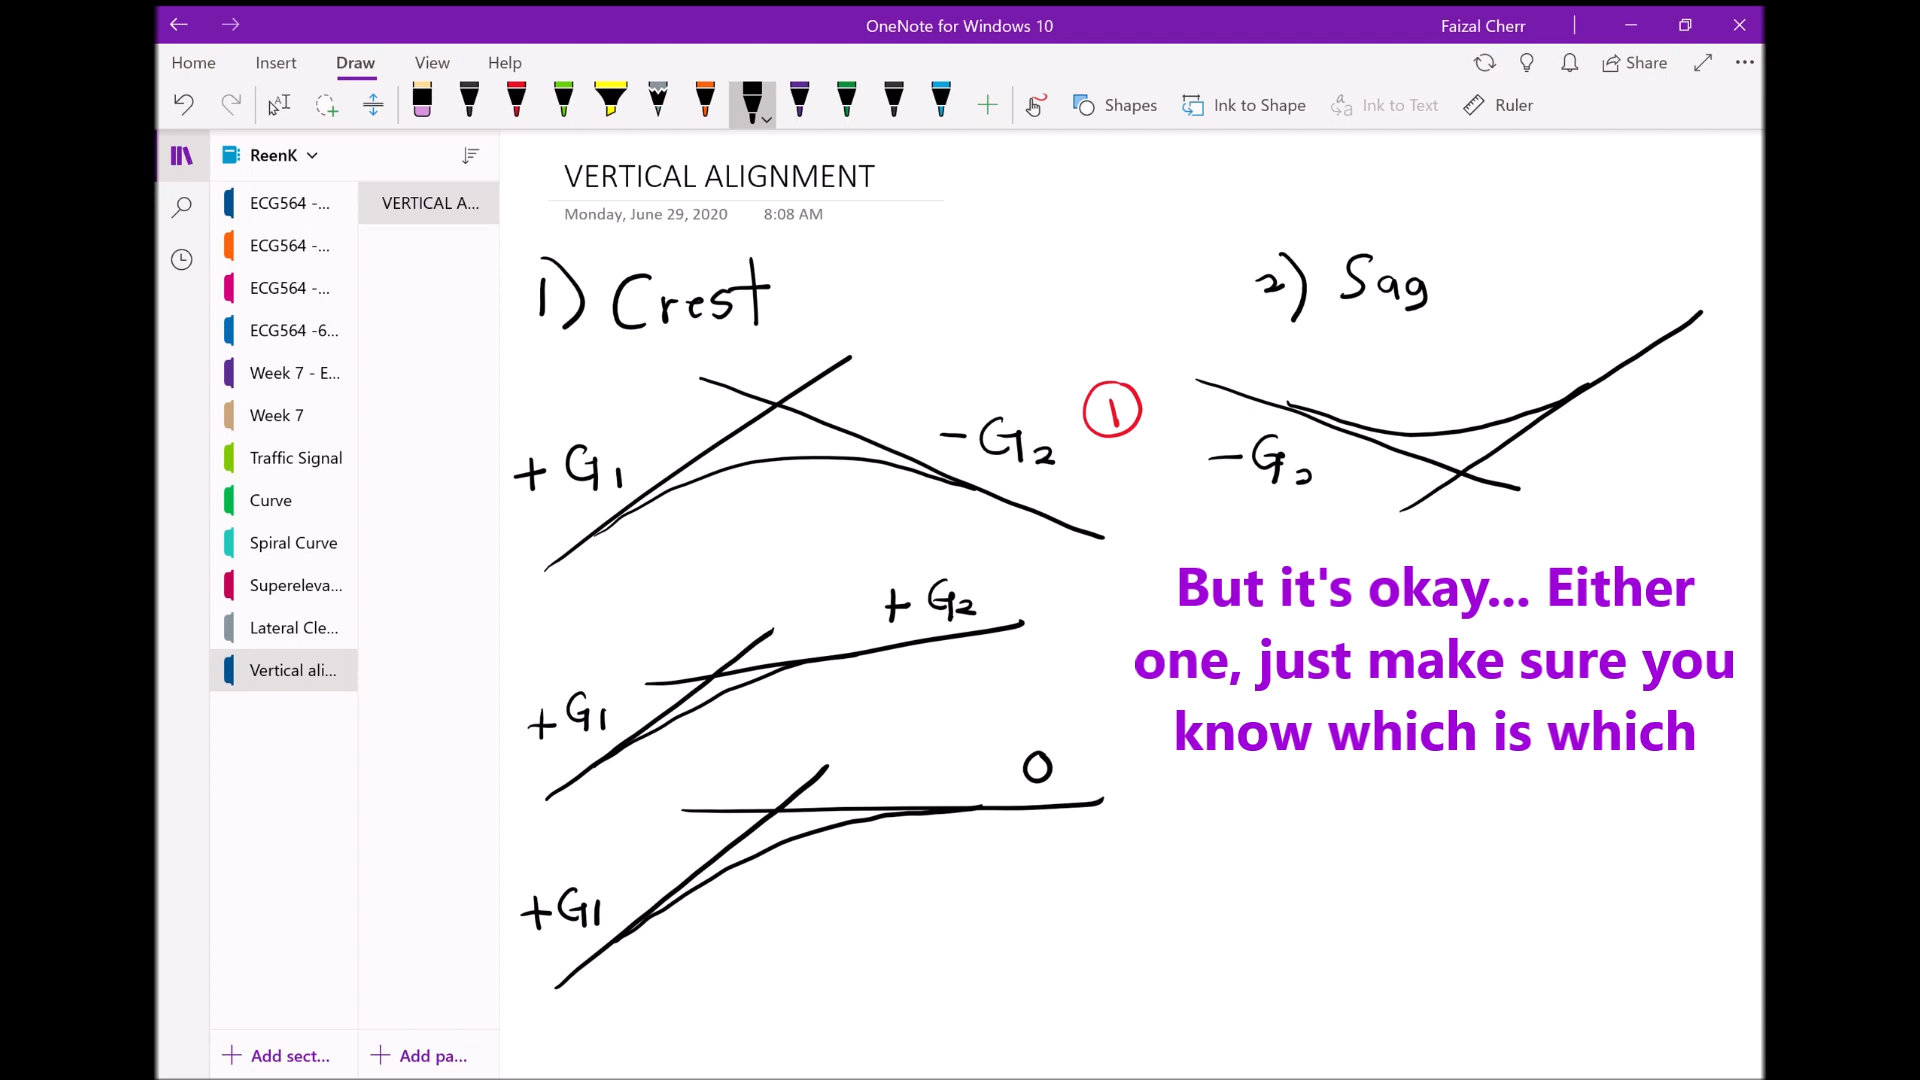 OneNote for Windows 10
Faizal Cherr
Home Insert Draw View Help
Share
Shapes
Ink to Shape
Ink to Text
Ruler
ReenK
ECG564 -...
ECG564 -...
ECG564 -...
ECG564 -6...
Week 7 - E...
Week 7
Traffic Signal
Curve
Spiral Curve
Supereleva...
Lateral Cle...
Vertical ali...
Add sect...
VERTICAL A...
Add pa...
VERTICAL ALIGNMENT
Monday, June 29, 2020 8:08 AM
1) Crest
+ G1
- G2
1
+ G2
+ G1
0
+ G1
2) Sag
- G2
But it's okay... Either
one, just make sure you
know which is which